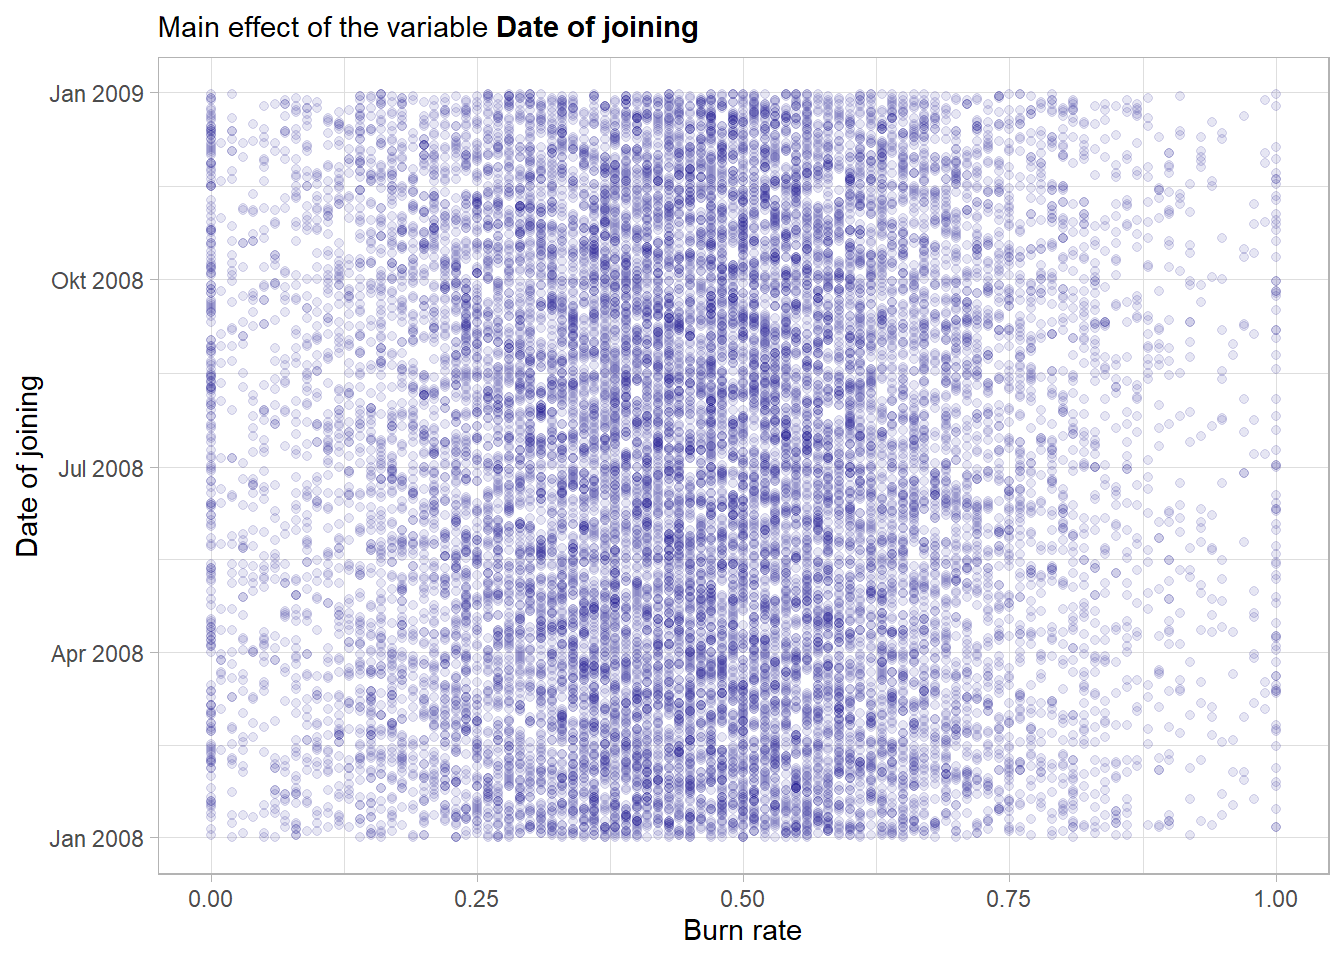 Main effect of the variable Date of joining
Jan 2009
Okt 2008
Jul 2008
Apr 2008
Jan 2008
Date of joining
0.00 0.25 0.50 0.75 1.00
Burn rate